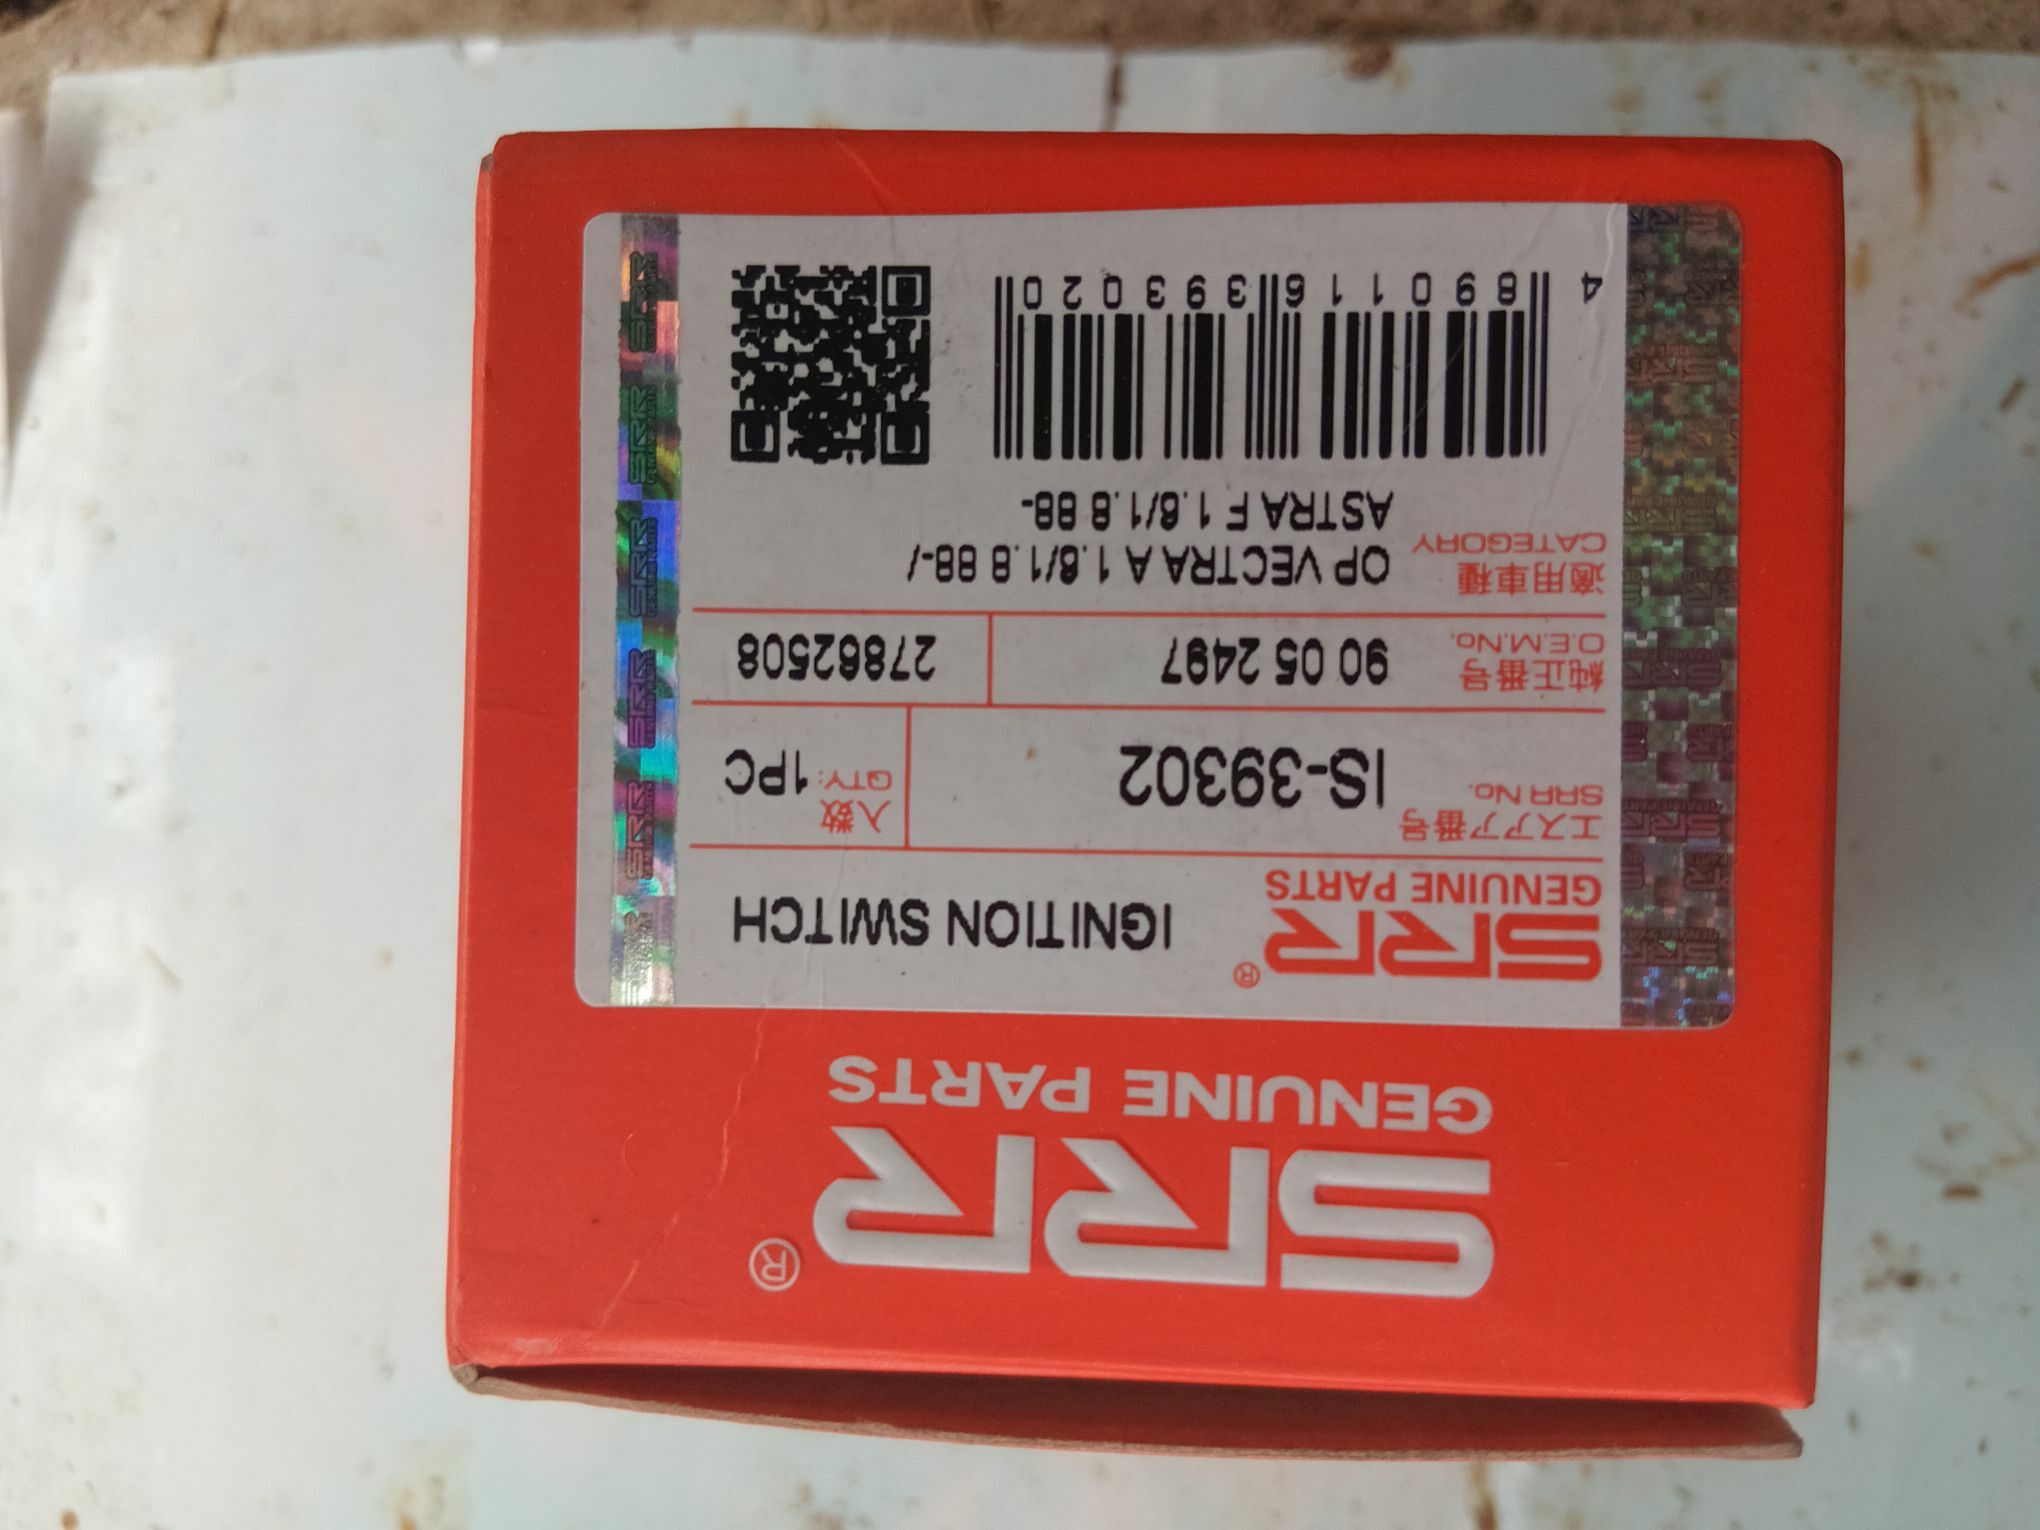 SRR®
GENUINE PARTS
SRR®
GENUINE PARTS
IGNITION SWITCH
エスアア番号
SRR No.
IS-39302
入数
QTY:
1PC
純正番号
O.E.M.No.
90 05 2497
27862508
適用車種
CATEGORY
OP VECTRA A 1.6/1.8 88-/
ASTRA F 1.6/1.8 88-
4 890116 393020